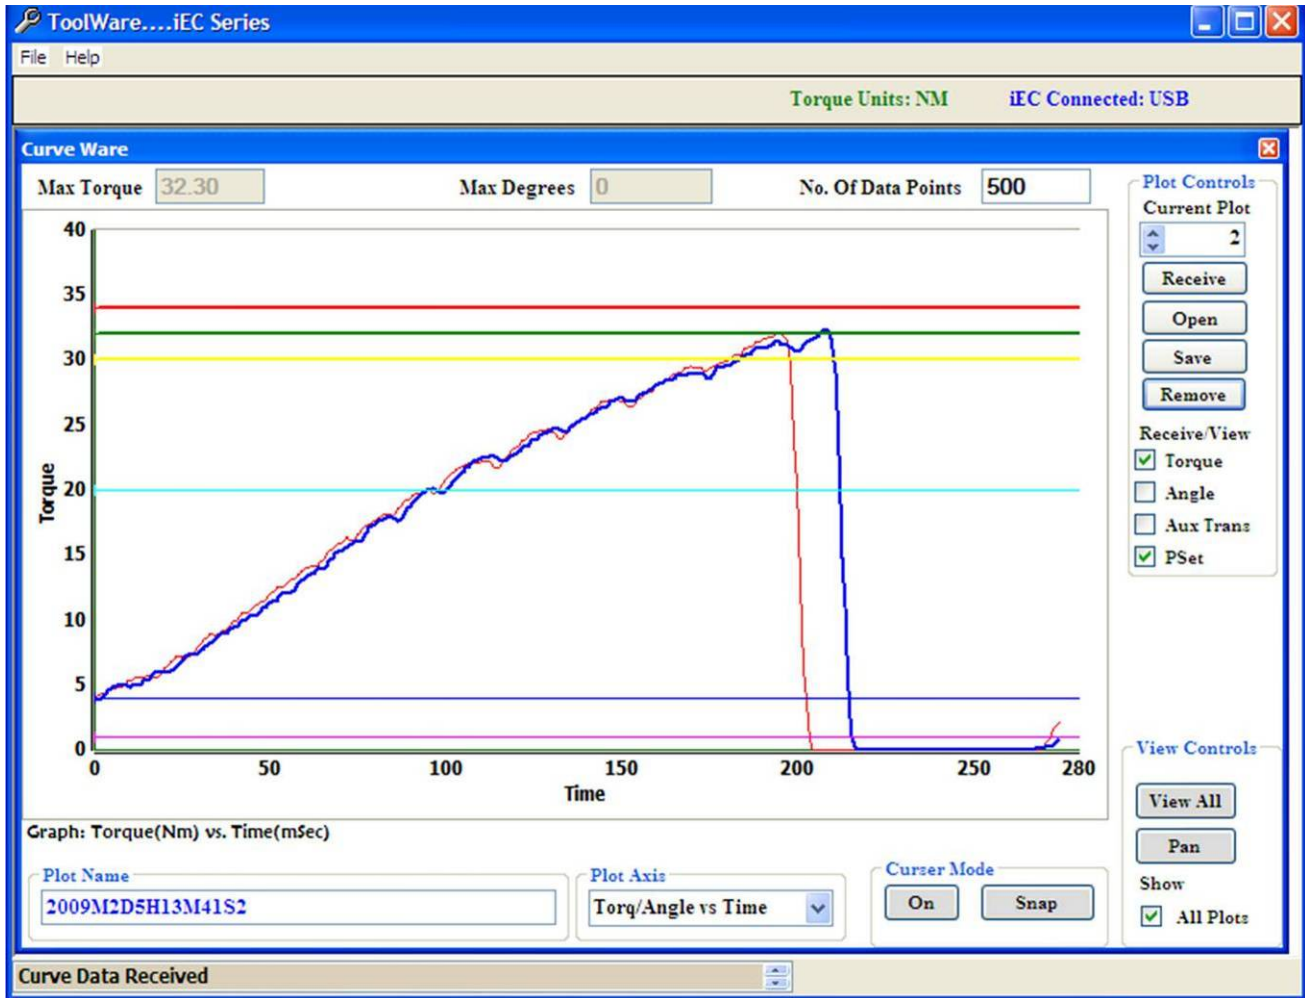 ToolWare....iEC Series
File Help
Torque Units: NM iEC Connected: USB
Curve Ware
Max Torque 32.30 Max Degrees 0 No. Of Data Points 500
Plot Controls
Current Plot
2
Receive
Open
Save
Remove
Receive/View
Torque
Angle
Aux Trans
PSet
40
35
30
25
20
15
10
5
0
Torque
0 50 100 150 200 250 280
Time
Graph: Torque(Nm) vs. Time(mSec)
View Controls
View All
Pan
Show
All Plots
Plot Name
2009M2D5H13M41S2
Plot Axis
Torq/Angle vs Time
Curser Mode
On Snap
Curve Data Received